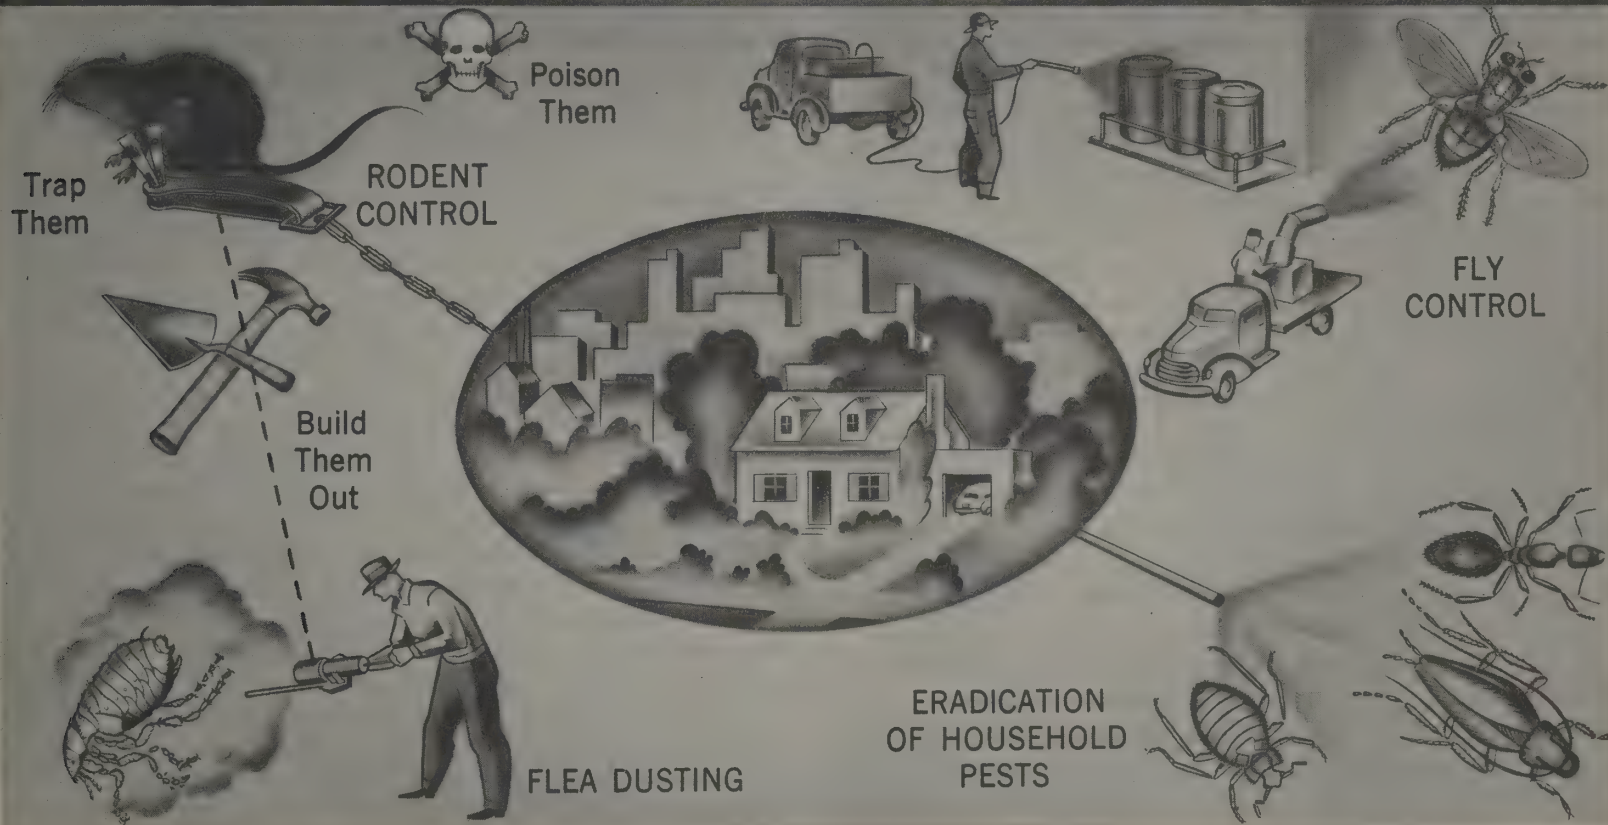 Poison
Them
Trap
Them
RODENT
CONTROL
FLY
CONTROL
Build
Them
Out
ERADICATION
OF HOUSEHOLD
PESTS
FLEA DUSTING